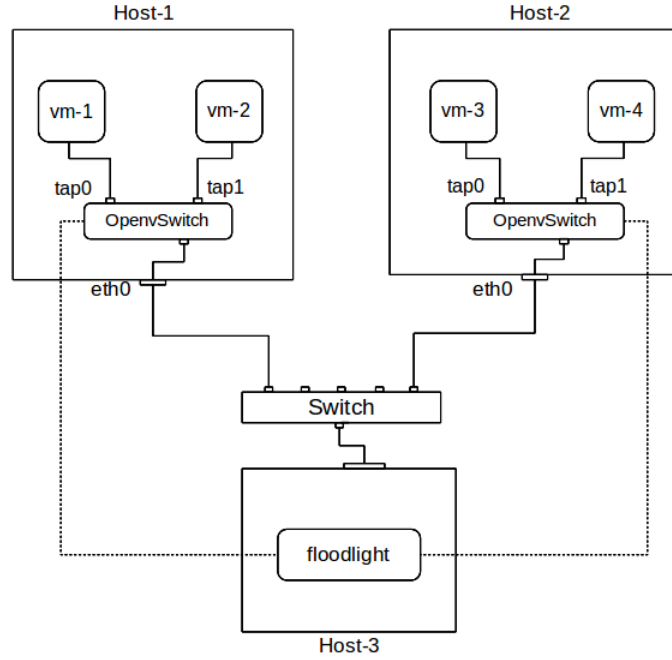 Host-1
Host-2
vm-1
vm-2
vm-3
vm-4
tap0
tap1
tap0
tap1
OpenvSwitch
OpenvSwitch
eth0
eth0
Switch
floodlight
Host-3